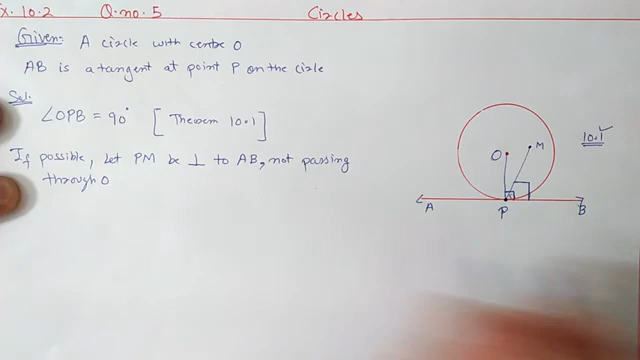 x. 10.2 Q.no. 5 Circles
Given:- A circle with centre O
AB is a tangent at point P on the circle
Sol:
∠OPB = 90° [ Theorem 10.1 ]
If possible, Let PM be ⊥ to AB, not passing
through O
O
M
10.1
A
P
B